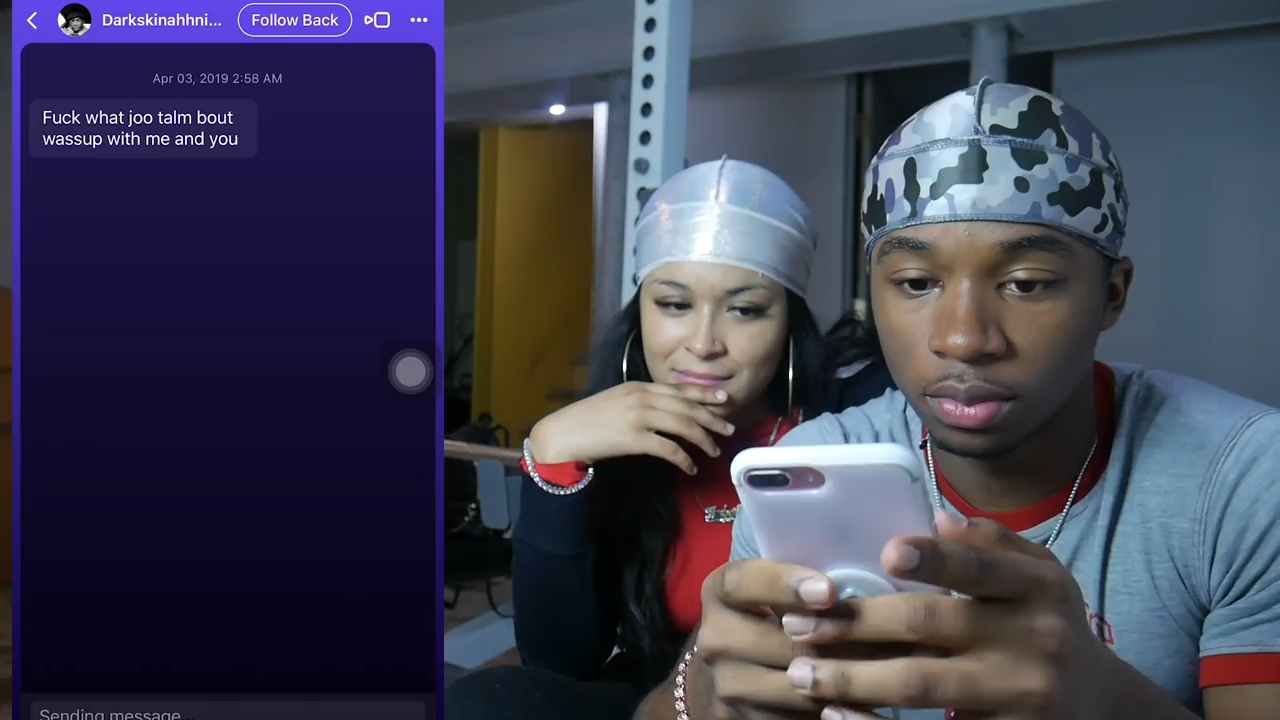 Darkskinahhni...
Follow Back
Apr 03, 2019 2:58 AM
Fuck what joo talm bout
wassup with me and you
Sending message...